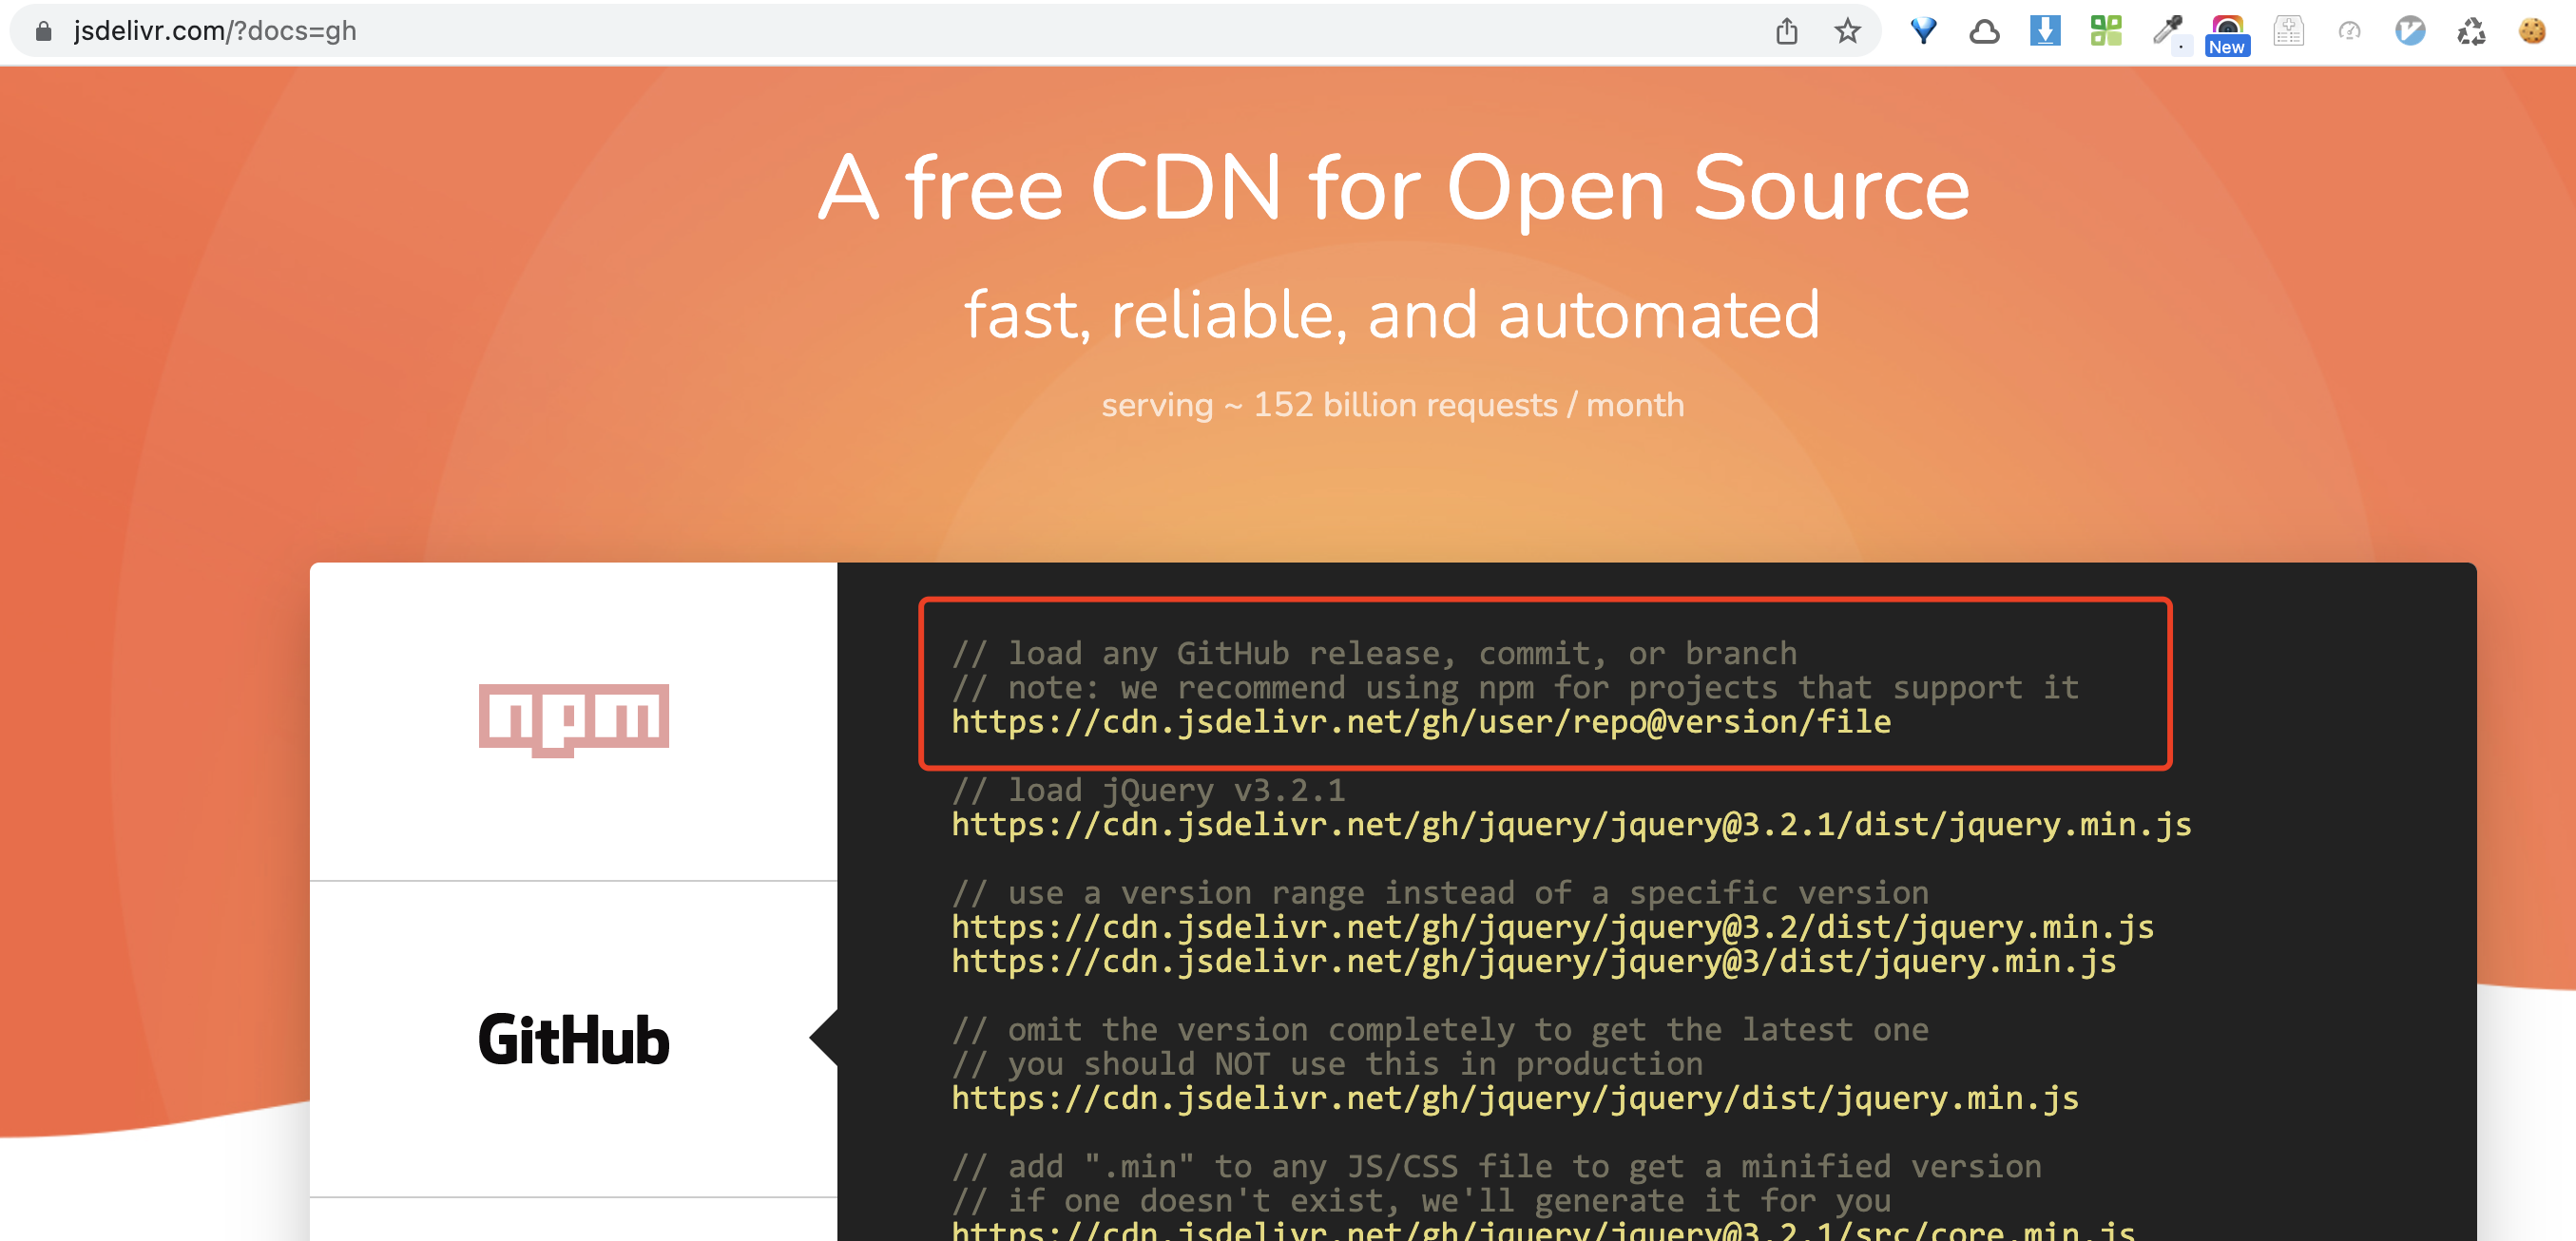 jsdelivr.com/?docs=gh
New
A free CDN for Open Source
fast, reliable, and automated
serving ~ 152 billion requests / month
npm
GitHub
// load any GitHub release, commit, or branch
// note: we recommend using npm for projects that support it
https://cdn.jsdelivr.net/gh/user/repo@version/file
// load jQuery v3.2.1
https://cdn.jsdelivr.net/gh/jquery/jquery@3.2.1/dist/jquery.min.js
// use a version range instead of a specific version
https://cdn.jsdelivr.net/gh/jquery/jquery@3.2/dist/jquery.min.js
https://cdn.jsdelivr.net/gh/jquery/jquery@3/dist/jquery.min.js
// omit the version completely to get the latest one
// you should NOT use this in production
https://cdn.jsdelivr.net/gh/jquery/jquery/dist/jquery.min.js
// add ".min" to any JS/CSS file to get a minified version
// if one doesn't exist, we'll generate it for you
https://cdn.jsdelivr.net/gh/jquery/jquery@3.2.1/src/core.min.js